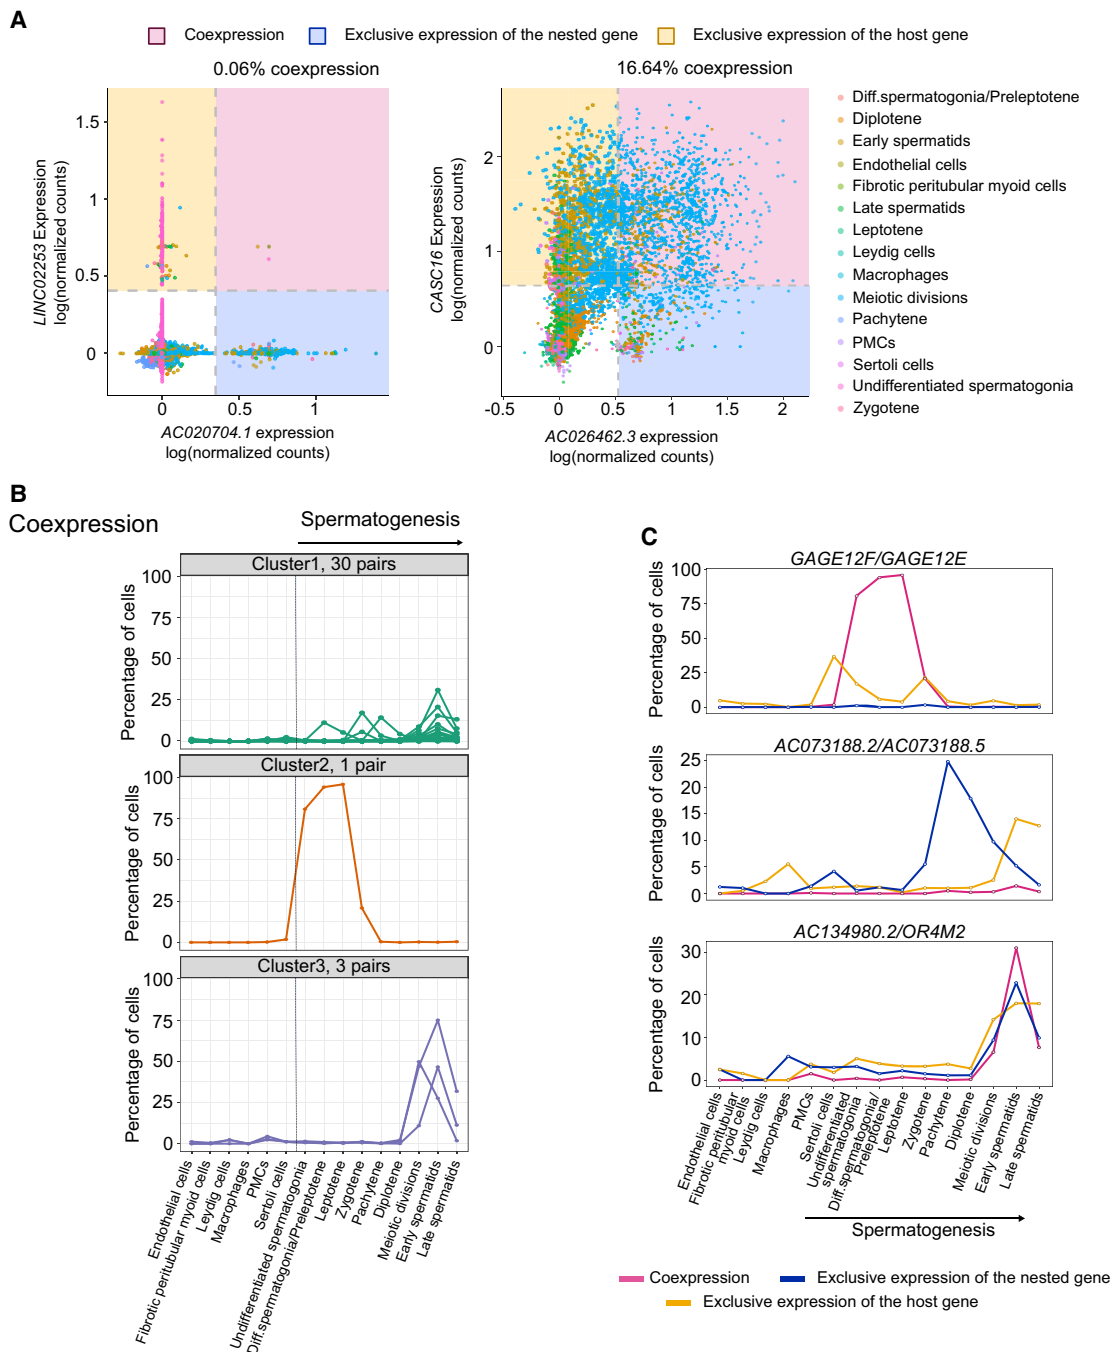 A
Coexpression
Exclusive expression of the nested gene
Exclusive expression of the host gene
0.06% coexpression
16.64% coexpression
LINC02253 Expression
log(normalized counts)
1.5
1
0.5
0
0
0.5
1
AC020704.1 expression
log(normalized counts)
CASC16 Expression
log(normalized counts)
2
1
0
-0.5
0
0.5
1
1.5
2
AC026462.3 expression
log(normalized counts)
Diff.spermatogonia/Preleptotene
Diplotene
Early spermatids
Endothelial cells
Fibrotic peritubular myoid cells
Late spermatids
Leptotene
Leydig cells
Macrophages
Meiotic divisions
Pachytene
PMCs
Sertoli cells
Undifferentiated spermatogonia
Zygotene
B
Coexpression
Spermatogenesis
Cluster1, 30 pairs
Percentage of cells
100
75
50
25
0
Cluster2, 1 pair
Percentage of cells
100
75
50
25
0
Cluster3, 3 pairs
Percentage of cells
100
75
50
25
0
Endothelial cells
Fibrotic peritubular myoid cells
Leydig cells
Macrophages
PMCs
Sertoli cells
Undifferentiated spermatogonia
Diff.spermatogonia/Preleptotene
Leptotene
Zygotene
Pachytene
Diplotene
Meiotic divisions
Early spermatids
Late spermatids
C
GAGE12F/GAGE12E
Percentage of cells
100
75
50
25
0
AC073188.2/AC073188.5
Percentage of cells
25
20
15
10
5
0
AC134980.2/OR4M2
Percentage of cells
30
20
10
0
Endothelial cells
Fibrotic peritubular
myoid cells
Leydig cells
Macrophages
PMCs
Sertoli cells
Undifferentiated
spermatogonia
Diff.spermatogonia/
Preleptotene
Leptotene
Zygotene
Pachytene
Diplotene
Meiotic divisions
Early spermatids
Late spermatids
Spermatogenesis
Coexpression
Exclusive expression of the nested gene
Exclusive expression of the host gene